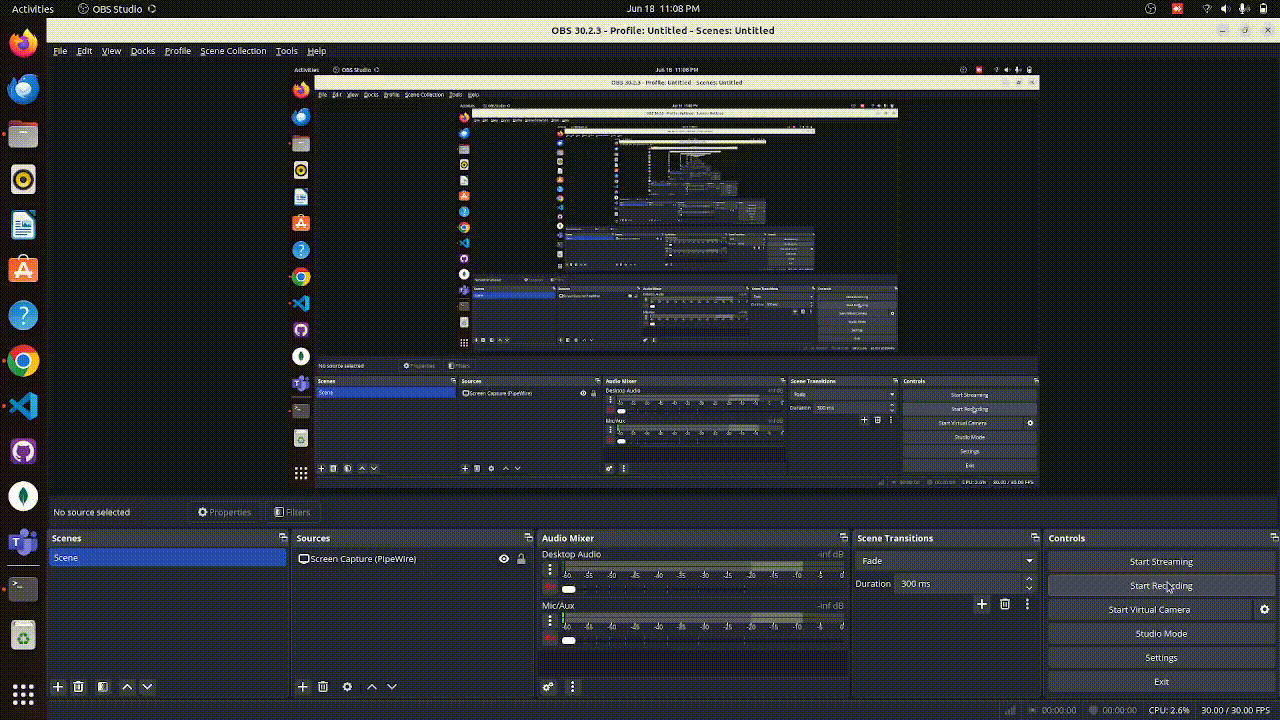 Activities OBS Studio Jun 18 11:08 PM
OBS 30.2.3 - Profile: Untitled - Scenes: Untitled
File Edit View Docks Profile Scene Collection Tools Help
Activities OBS Studio Jun 18 11:08 PM
OBS 30.2.3 - Profile: Untitled - Scenes: Untitled
File Edit View Docks Profile Scene Collection Tools Help
No source selected Properties Filters
Scenes Sources Audio Mixer Scene Transitions Controls
Scene Screen Capture (PipeWire) Desktop Audio -inf dB Fade Start Streaming
Duration 300 ms Start Recording
Mic/Aux -inf dB Start Virtual Camera
Studio Mode
Settings
Exit
00:00:00 00:00:00 CPU: 2.6% 30.00 / 30.00 FPS
No source selected Properties Filters
Scenes Sources Audio Mixer Scene Transitions Controls
Scene Screen Capture (PipeWire) Desktop Audio -inf dB Fade Start Streaming
-60 -55 -50 -45 -40 -35 -30 -25 -20 -15 -10 -5 0
Duration 300 ms Start Recording
Mic/Aux -inf dB Start Virtual Camera
-60 -55 -50 -45 -40 -35 -30 -25 -20 -15 -10 -5 0
Studio Mode
Settings
Exit
00:00:00 00:00:00 CPU: 2.6% 30.00 / 30.00 FPS